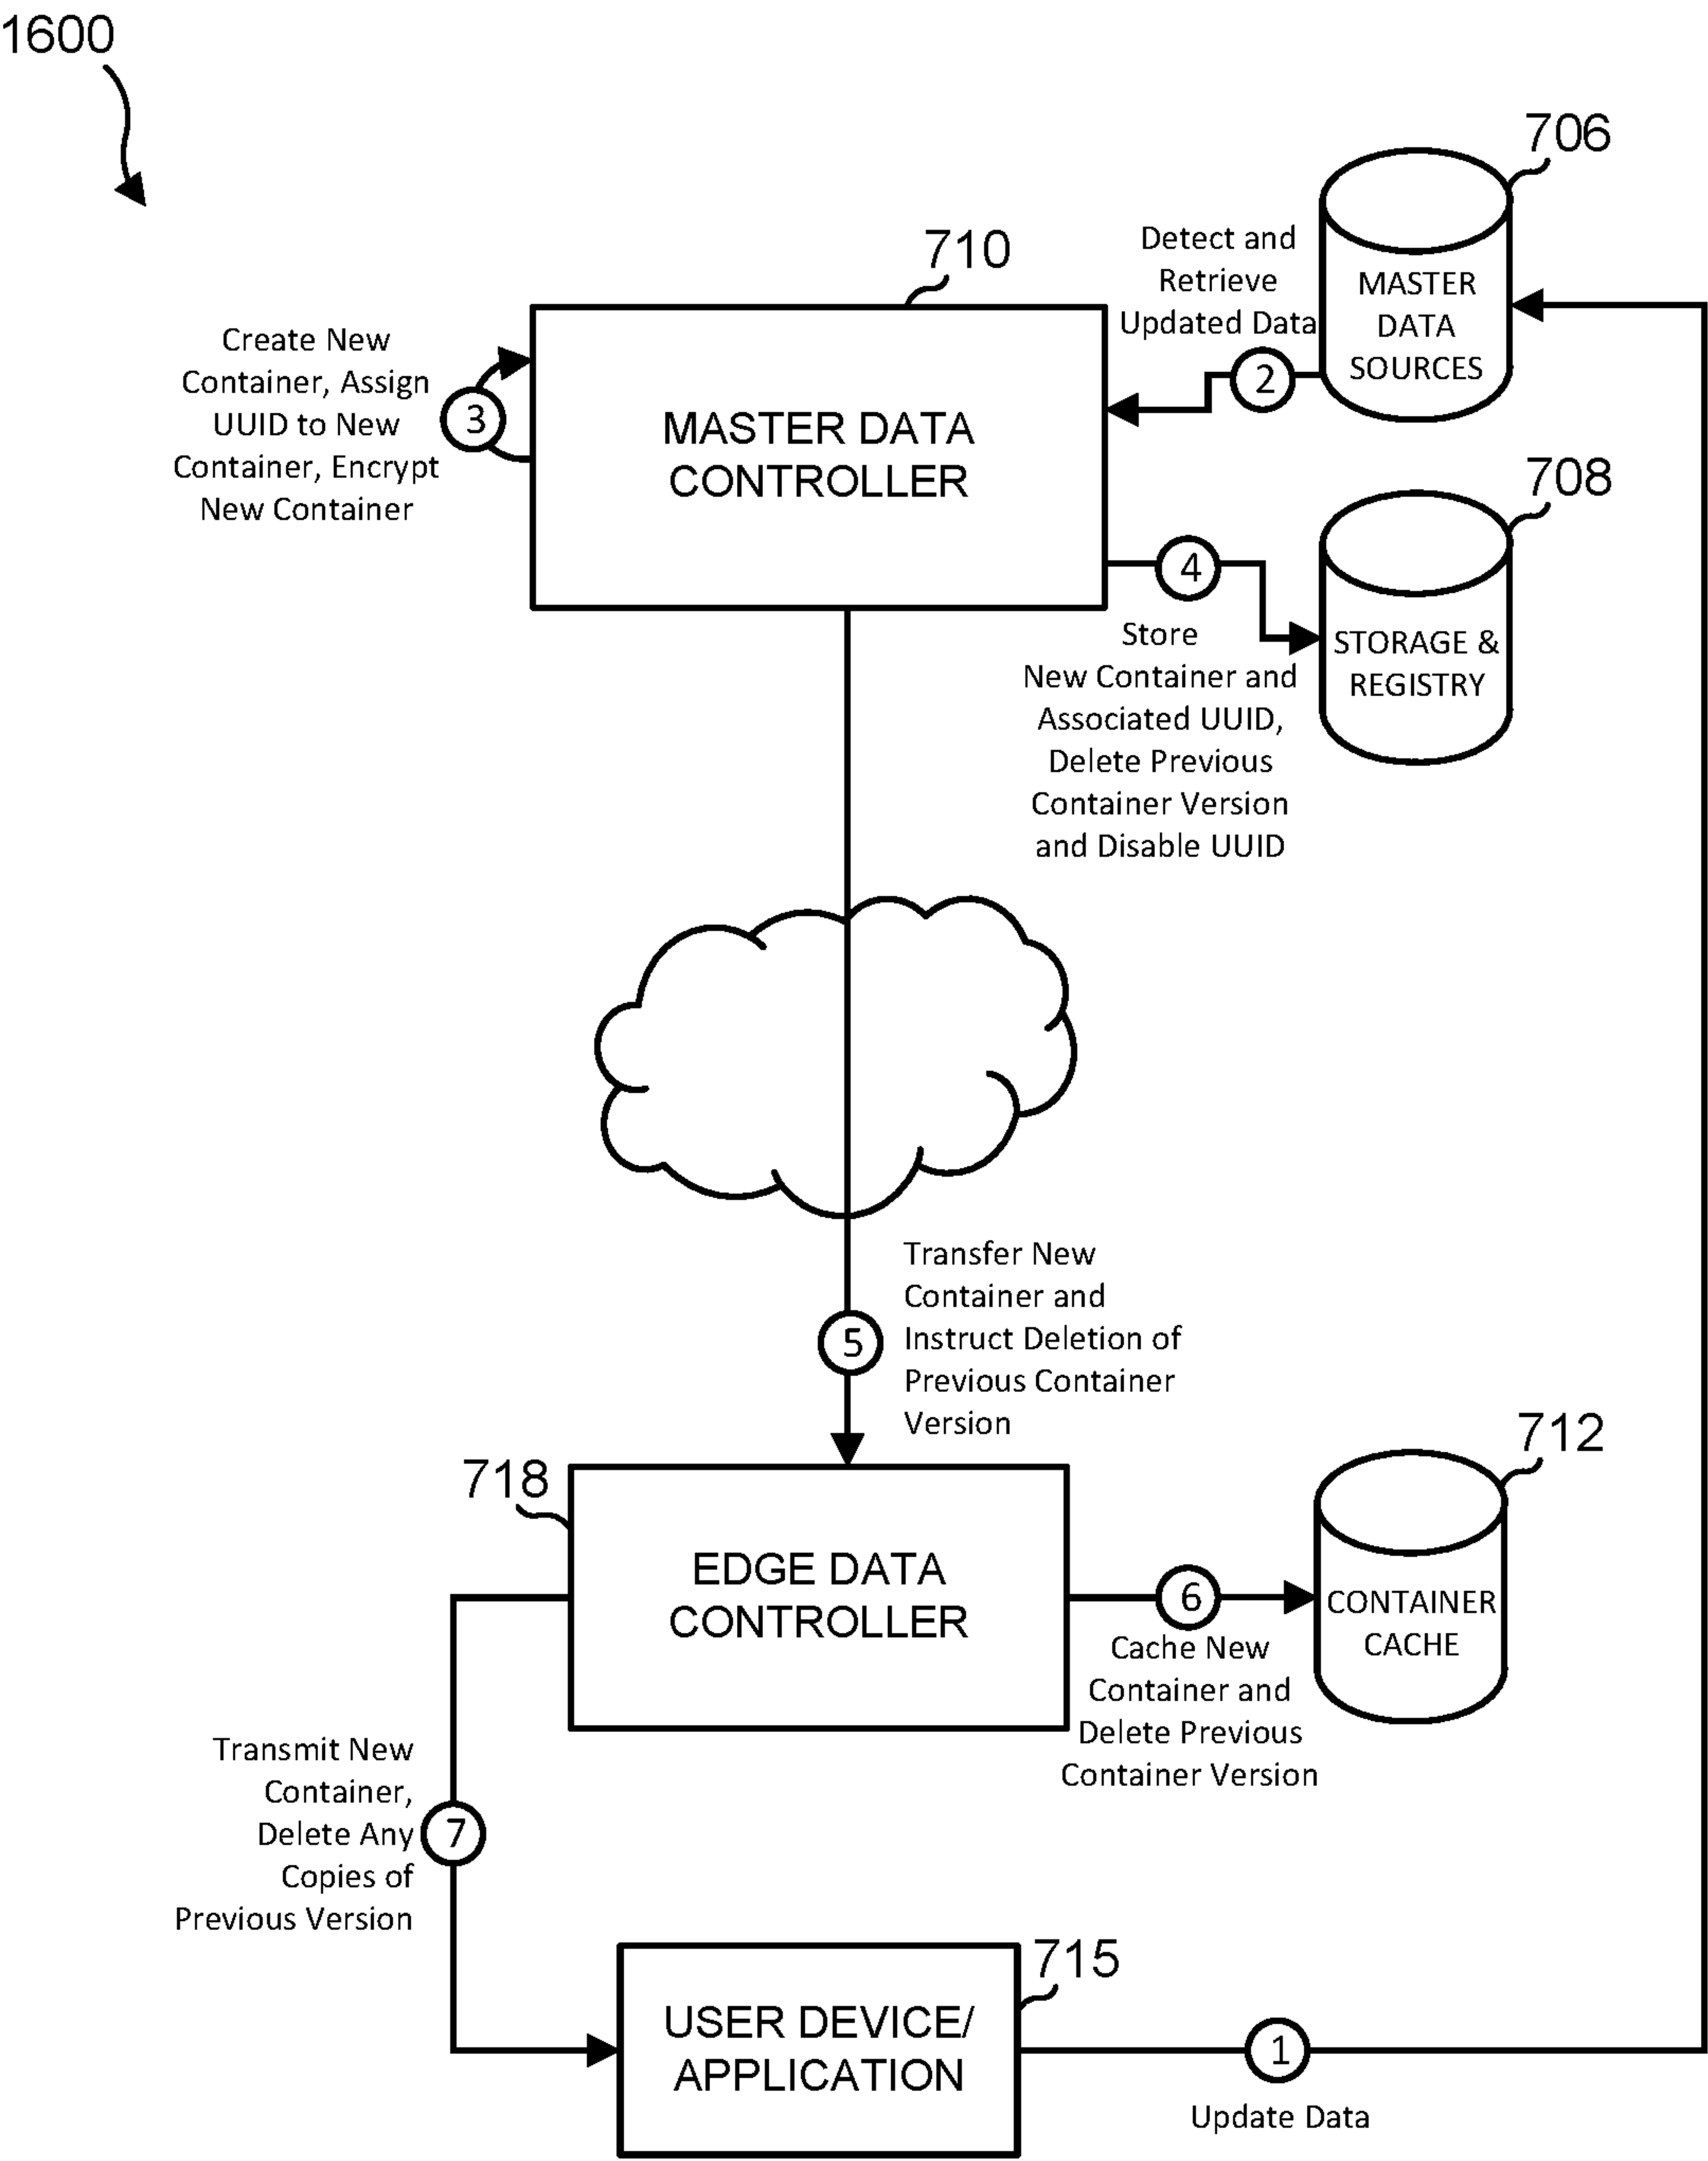 1600
706
710
Detect and
Retrieve
Updated Data
MASTER
DATA
SOURCES
2
Create New
Container, Assign
UUID to New
Container, Encrypt
New Container
3
MASTER DATA
CONTROLLER
708
4
STORAGE &
REGISTRY
Store
New Container and
Associated UUID,
Delete Previous
Container Version
and Disable UUID
Transfer New
Container and
Instruct Deletion of
Previous Container
Version
5
712
718
EDGE DATA
CONTROLLER
6
CONTAINER
CACHE
Cache New
Container and
Delete Previous
Container Version
Transmit New
Container,
Delete Any
Copies of
Previous Version
7
715
USER DEVICE/
APPLICATION
1
Update Data